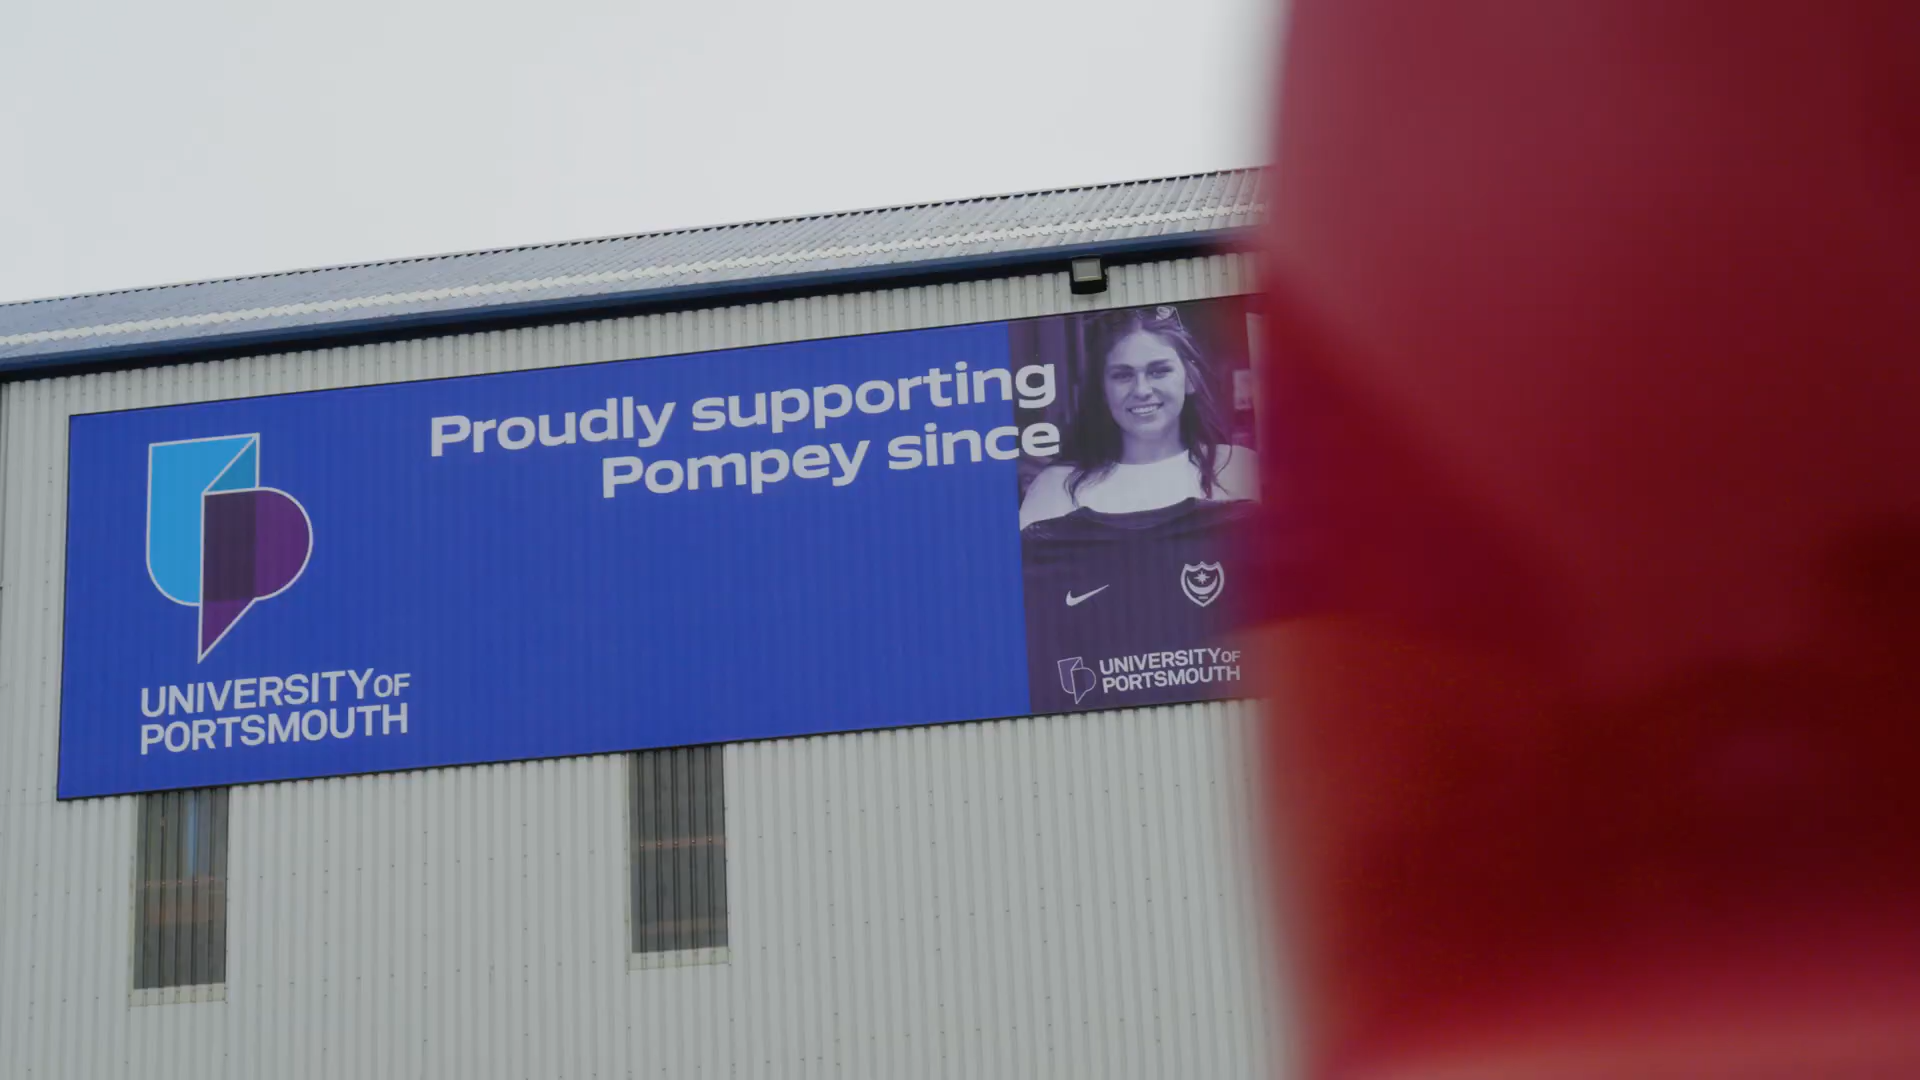 Proudly supporting
Pompey since
UNIVERSITY OF
PORTSMOUTH
UNIVERSITY OF
PORTSMOUTH